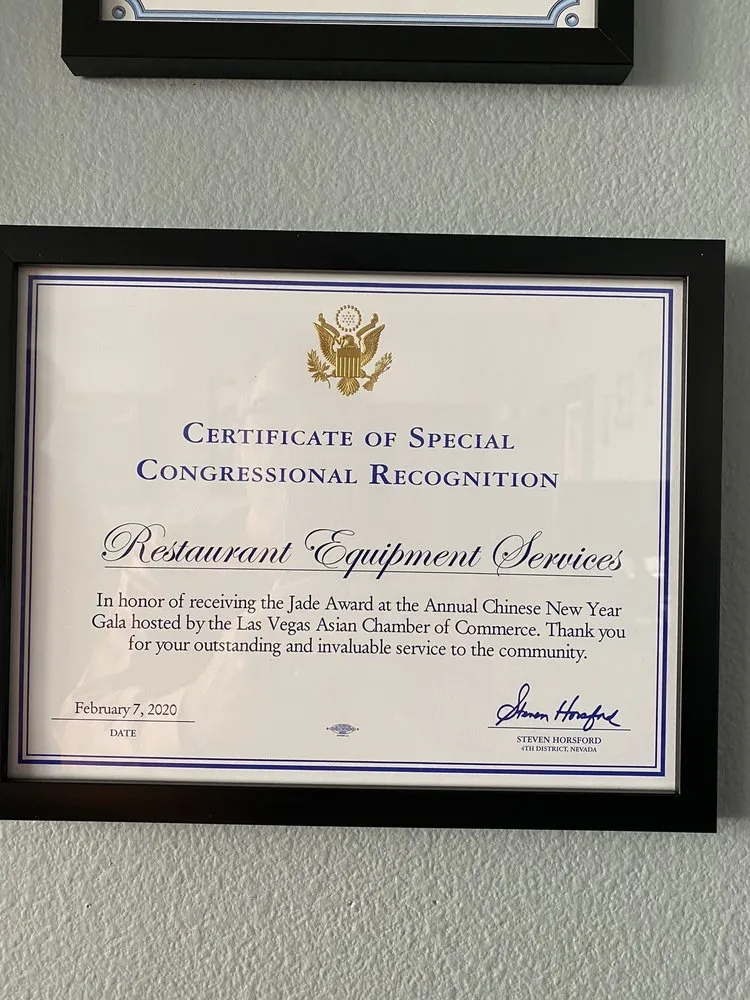 CERTIFICATE OF SPECIAL
CONGRESSIONAL RECOGNITION
Restaurant Equipment Services
In honor of receiving the Jade Award at the Annual Chinese New Year
Gala hosted by the Las Vegas Asian Chamber of Commerce. Thank you
for your outstanding and invaluable service to the community.
February 7, 2020
DATE
Steven Horsford
STEVEN HORSFORD
4TH DISTRICT, NEVADA